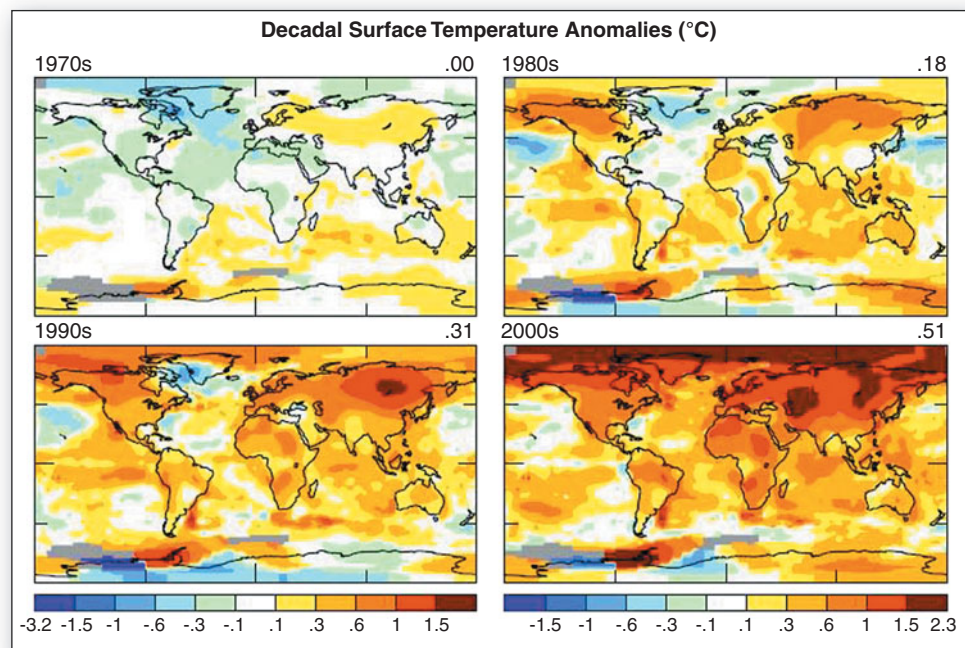 Decadal Surface Temperature Anomalies (°C)
1970s .00
1980s .18
1990s .31
2000s .51
-3.2 -1.5 -1 -.6 -.3 -.1 .1 .3 .6 1 1.5
-1.5 -1 -.6 -.3 -.1 .1 .3 .6 1 1.5 2.3